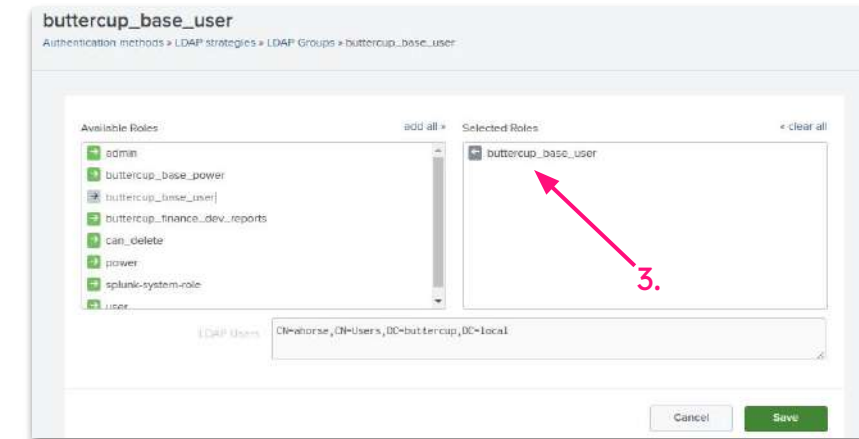 buttercup_base_user
Authentication methods » LDAP strategies » LDAP Groups » buttercup_base_user
Available Roles
add all »
Selected Roles
« clear all
admin
buttercup_base_power
buttercup_base_user
buttercup_finance_dev_reports
can_delete
power
splunk-system-role
user
buttercup_base_user
3.
LDAP Users
CN=ahorse,CN=Users,DC=buttercup,DC=local
Cancel
Save